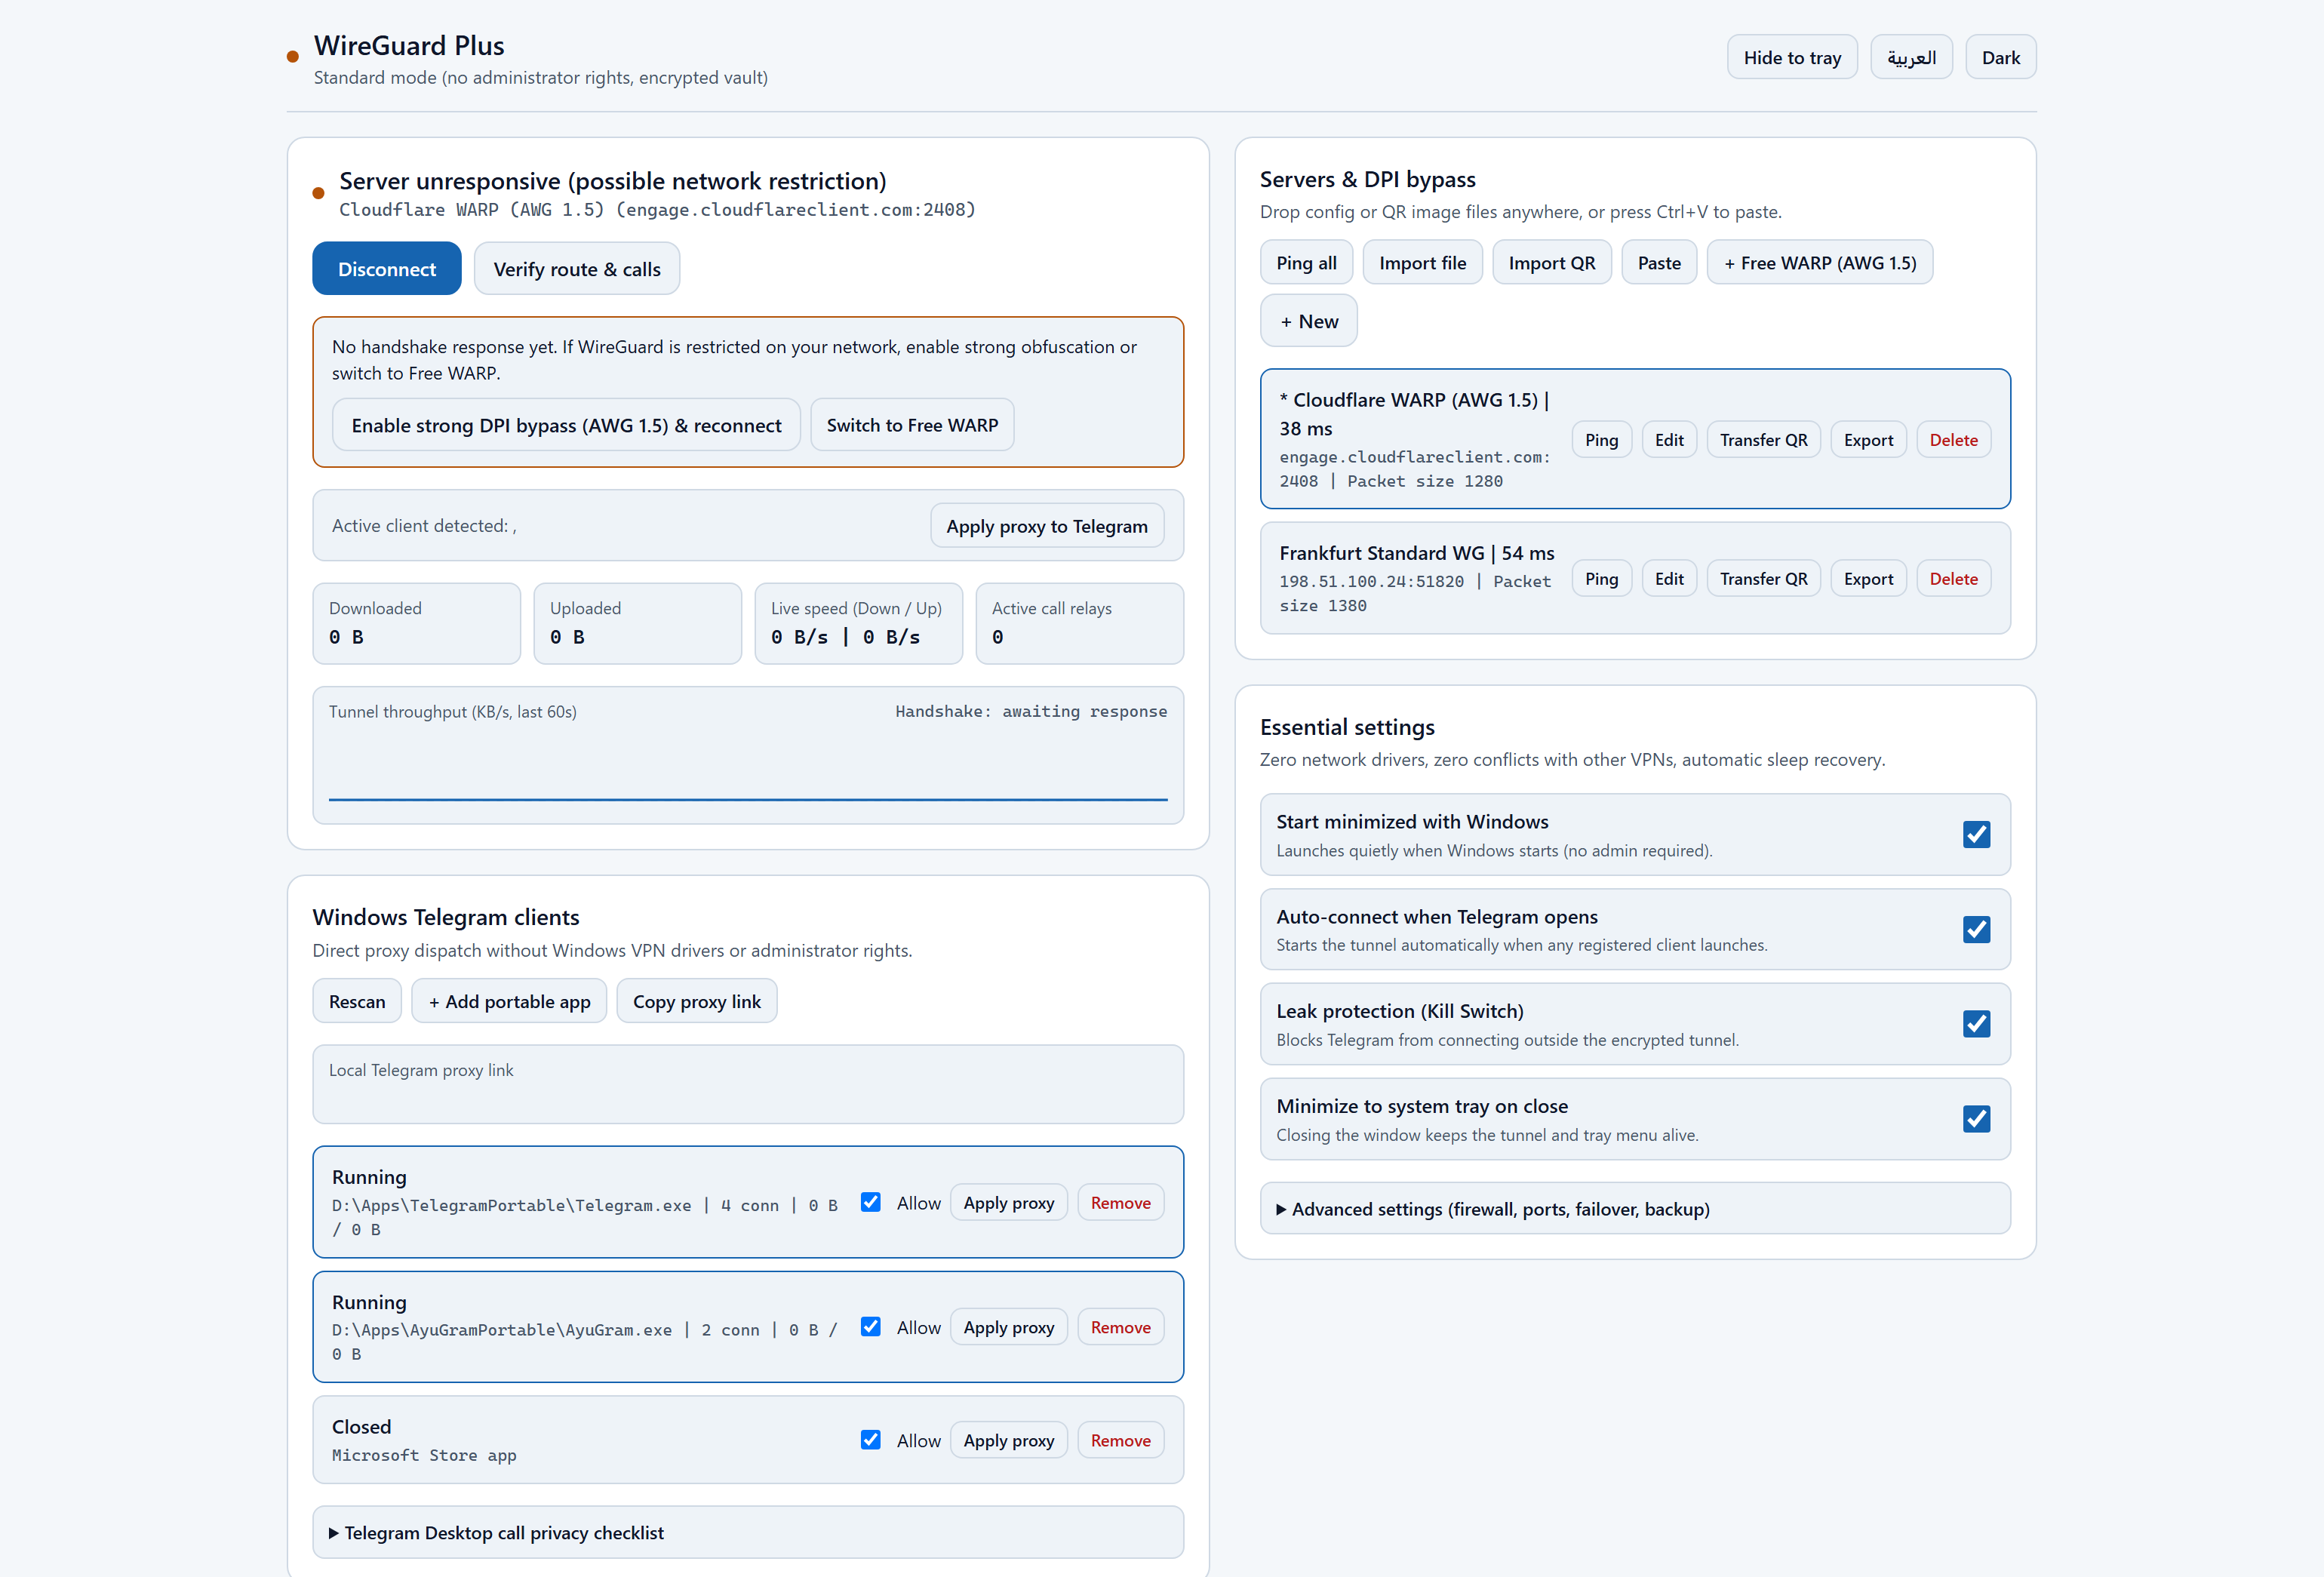 WireGuard Plus
Standard mode (no administrator rights, encrypted vault)
Hide to tray
العربية
Dark
Server unresponsive (possible network restriction)
Cloudflare WARP (AWG 1.5) (engage.cloudflareclient.com:2408)
Disconnect
Verify route & calls
No handshake response yet. If WireGuard is restricted on your network, enable strong obfuscation or
switch to Free WARP.
Enable strong DPI bypass (AWG 1.5) & reconnect
Switch to Free WARP
Active client detected: ,
Apply proxy to Telegram
Downloaded
0 B
Uploaded
0 B
Live speed (Down / Up)
0 B/s | 0 B/s
Active call relays
0
Tunnel throughput (KB/s, last 60s)
Handshake: awaiting response
Windows Telegram clients
Direct proxy dispatch without Windows VPN drivers or administrator rights.
Rescan
+ Add portable app
Copy proxy link
Local Telegram proxy link
Running
D:\Apps\TelegramPortable\Telegram.exe | 4 conn | 0 B
/ 0 B
Allow
Apply proxy
Remove
Running
D:\Apps\AyuGramPortable\AyuGram.exe | 2 conn | 0 B /
0 B
Allow
Apply proxy
Remove
Closed
Microsoft Store app
Allow
Apply proxy
Remove
Telegram Desktop call privacy checklist
Servers & DPI bypass
Drop config or QR image files anywhere, or press Ctrl+V to paste.
Ping all
Import file
Import QR
Paste
+ Free WARP (AWG 1.5)
+ New
* Cloudflare WARP (AWG 1.5) |
38 ms
engage.cloudflareclient.com:
2408 | Packet size 1280
Ping
Edit
Transfer QR
Export
Delete
Frankfurt Standard WG | 54 ms
198.51.100.24:51820 | Packet
size 1380
Ping
Edit
Transfer QR
Export
Delete
Essential settings
Zero network drivers, zero conflicts with other VPNs, automatic sleep recovery.
Start minimized with Windows
Launches quietly when Windows starts (no admin required).
Auto-connect when Telegram opens
Starts the tunnel automatically when any registered client launches.
Leak protection (Kill Switch)
Blocks Telegram from connecting outside the encrypted tunnel.
Minimize to system tray on close
Closing the window keeps the tunnel and tray menu alive.
Advanced settings (firewall, ports, failover, backup)